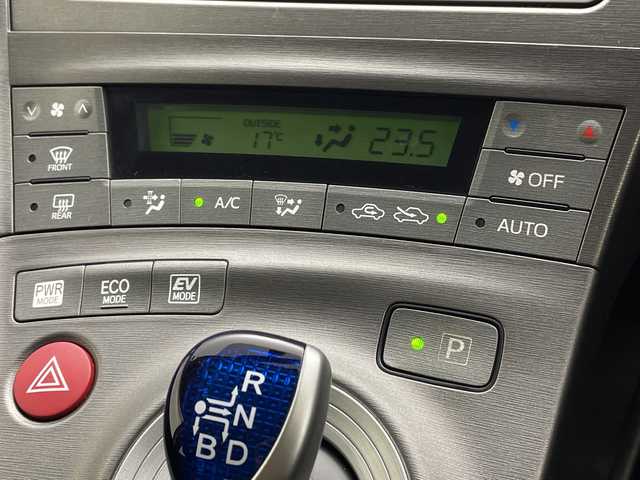 OUTSIDE
17℃
23.5
FRONT
REAR
A/C
OFF
AUTO
PWR
MODE
ECO
MODE
EV
MODE
P
R
N
B D